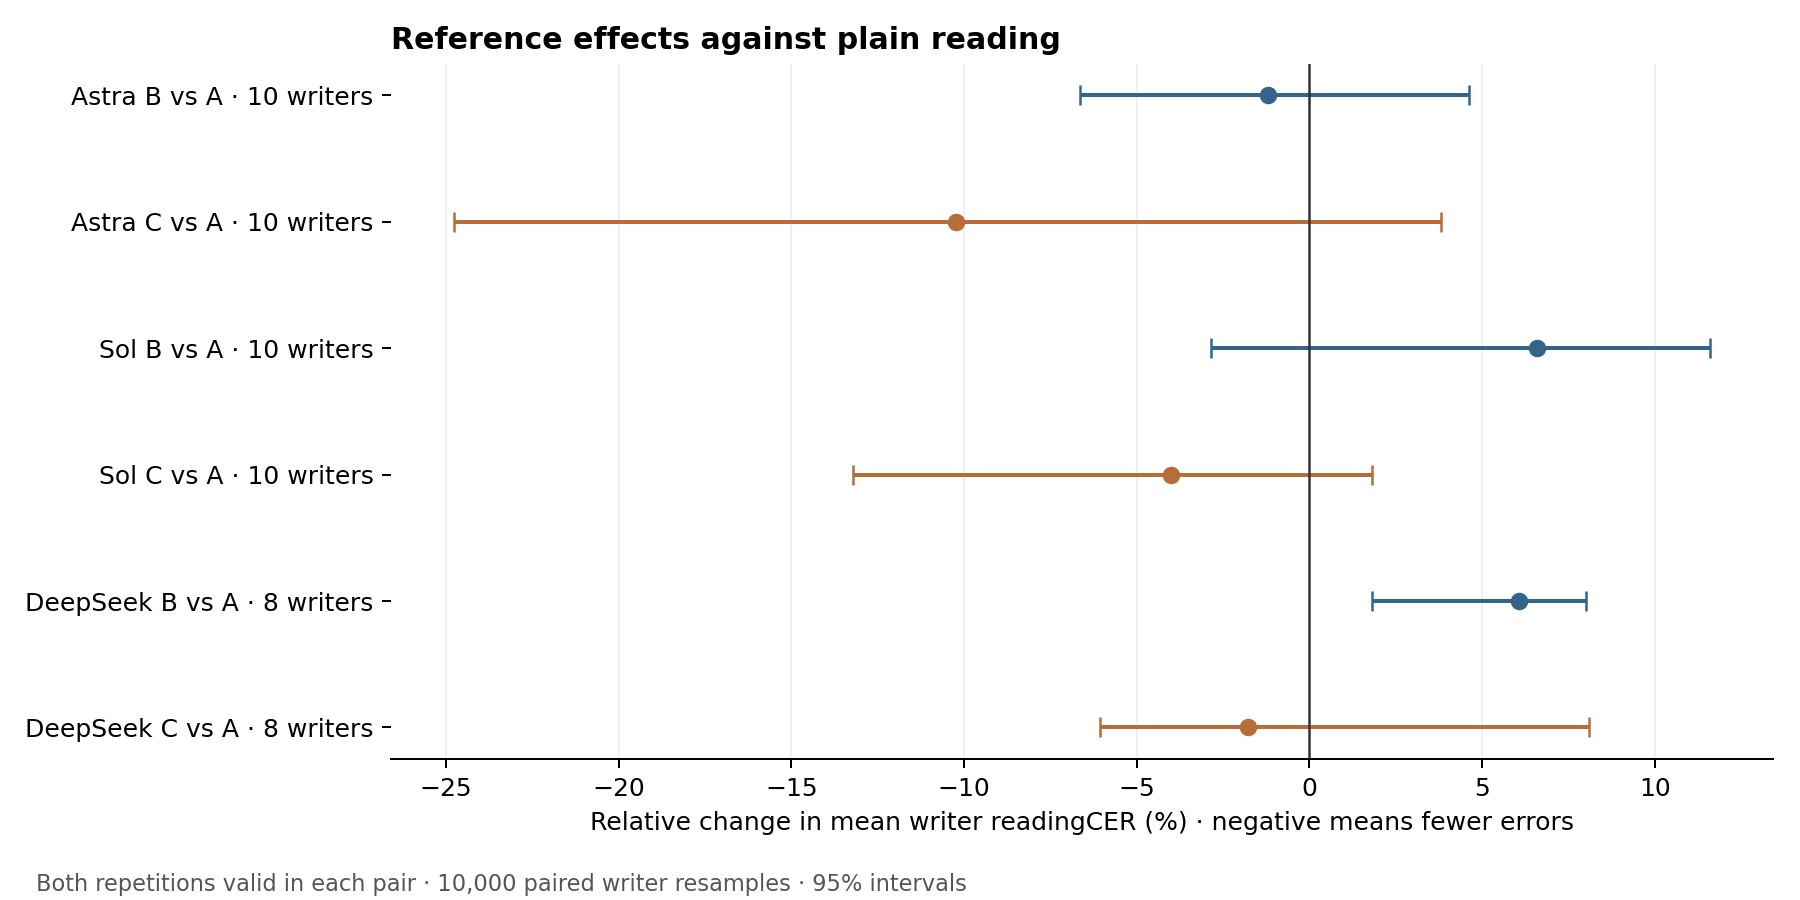 Reference effects against plain reading
Astra B vs A · 10 writers
Astra C vs A · 10 writers
Sol B vs A · 10 writers
Sol C vs A · 10 writers
DeepSeek B vs A · 8 writers
DeepSeek C vs A · 8 writers
−25 −20 −15 −10 −5 0 5 10
Relative change in mean writer readingCER (%) · negative means fewer errors
Both repetitions valid in each pair · 10,000 paired writer resamples · 95% intervals